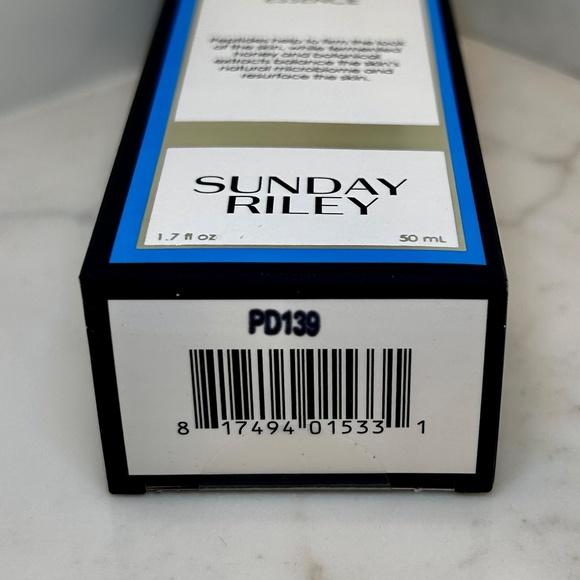 ESSENCE
Peptides help to firm the look
of the skin, while fermented
honey and botanical
extracts balance the skin's
natural microbiome and
resurface the skin.
SUNDAY
RILEY
1.7 fl oz 50 mL
PD139
8 17494 01533 1